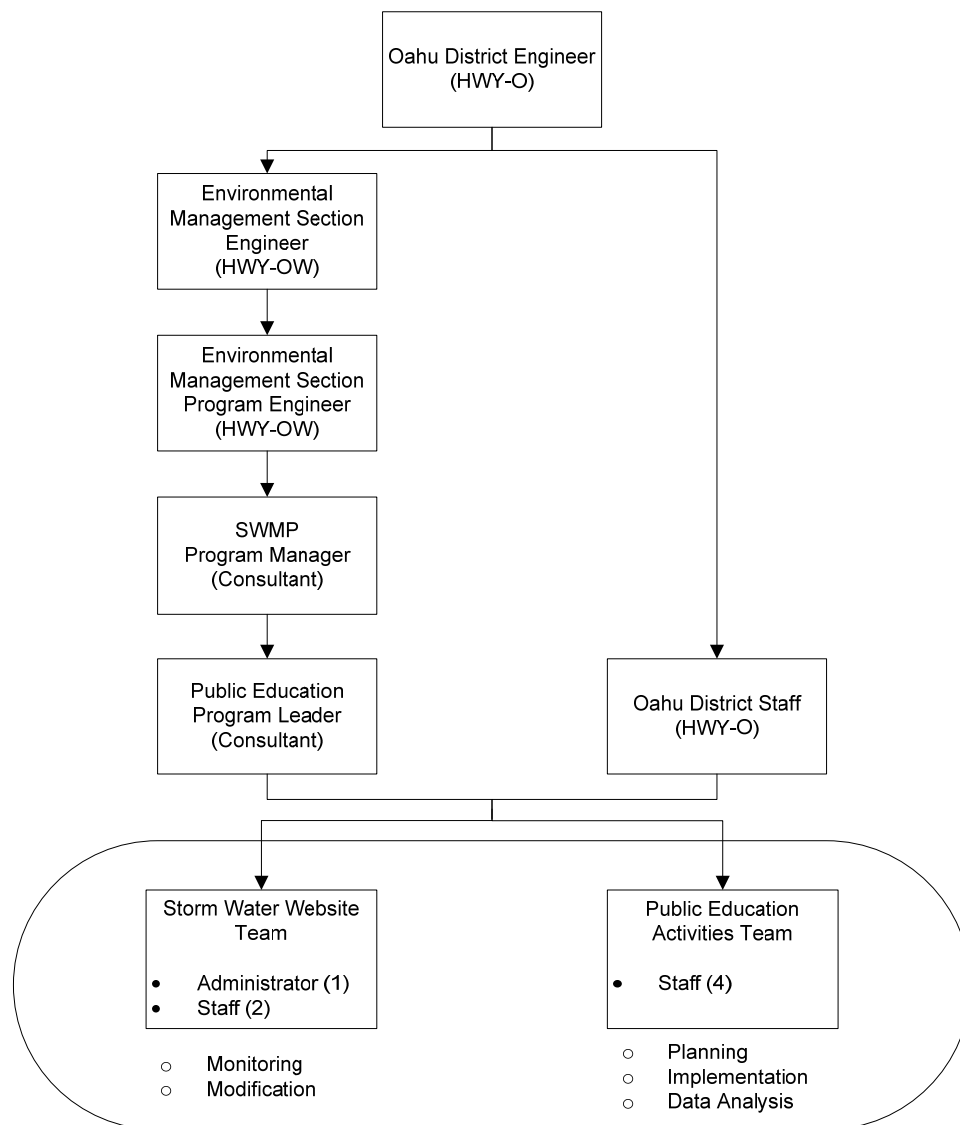 Oahu District Engineer
(HWY-O)
Environmental
Management Section
Engineer
(HWY-OW)
Environmental
Management Section
Program Engineer
(HWY-OW)
SWMP
Program Manager
(Consultant)
Public Education
Program Leader
(Consultant)
Oahu District Staff
(HWY-O)
Storm Water Website
Team
• Administrator (1)
• Staff (2)
○ Monitoring
○ Modification
Public Education
Activities Team
• Staff (4)
○ Planning
○ Implementation
○ Data Analysis